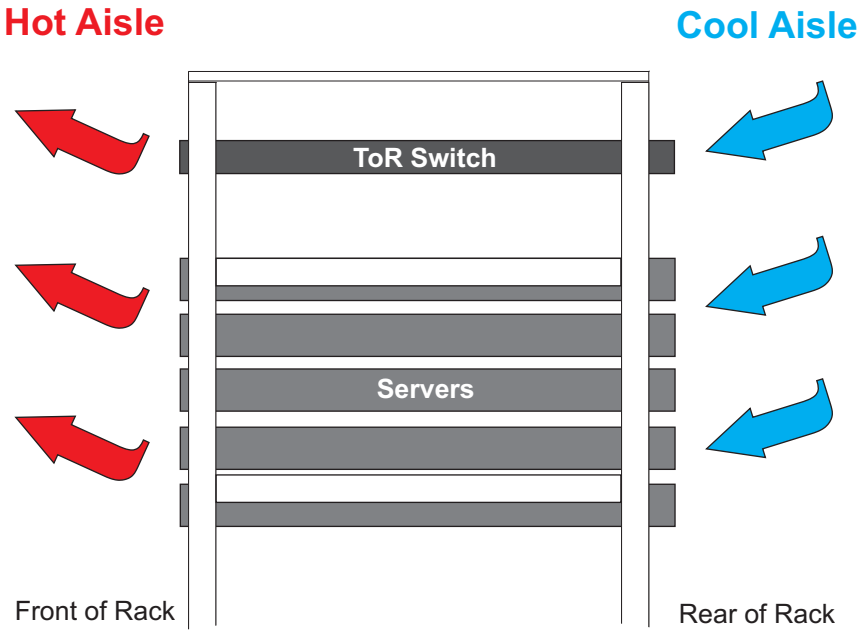 Hot Aisle
Cool Aisle
ToR Switch
Servers
Front of Rack
Rear of Rack